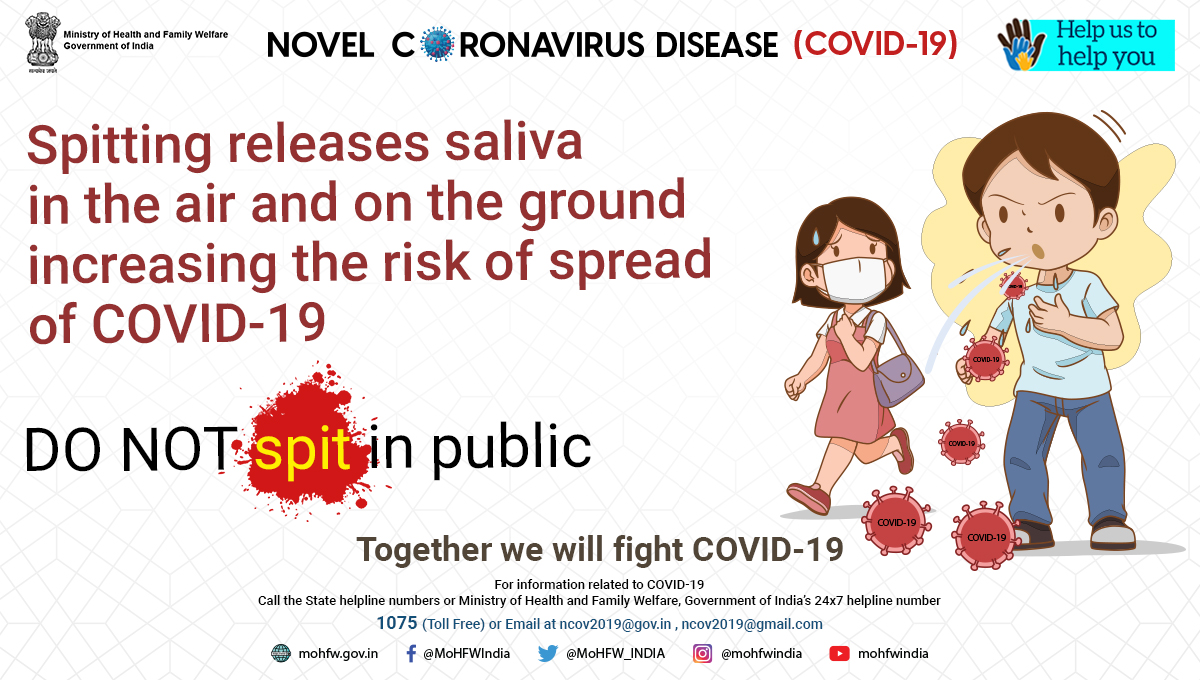 Ministry of Health and Family Welfare
Government of India
सत्यमेव जयते
NOVEL CORONAVIRUS DISEASE (COVID-19)
Help us to
help you
Spitting releases saliva
in the air and on the ground
increasing the risk of spread
of COVID-19
DO NOT spit in public
COVID-19
COVID-19
COVID-19
COVID-19
COVID-19
Together we will fight COVID-19
For information related to COVID-19
Call the State helpline numbers or Ministry of Health and Family Welfare, Government of India's 24x7 helpline number
1075 (Toll Free) or Email at ncov2019@gov.in , ncov2019@gmail.com
mohfw.gov.in @MoHFWIndia @MoHFW_INDIA @mohfwindia mohfwindia